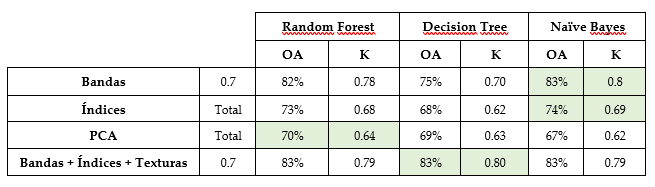 Random Forest Decision Tree Naïve Bayes
OA K OA K OA K
Bandas 0.7 82% 0.78 75% 0.70 83% 0.8
Índices Total 73% 0.68 68% 0.62 74% 0.69
PCA Total 70% 0.64 69% 0.63 67% 0.62
Bandas + Índices + Texturas 0.7 83% 0.79 83% 0.80 83% 0.79